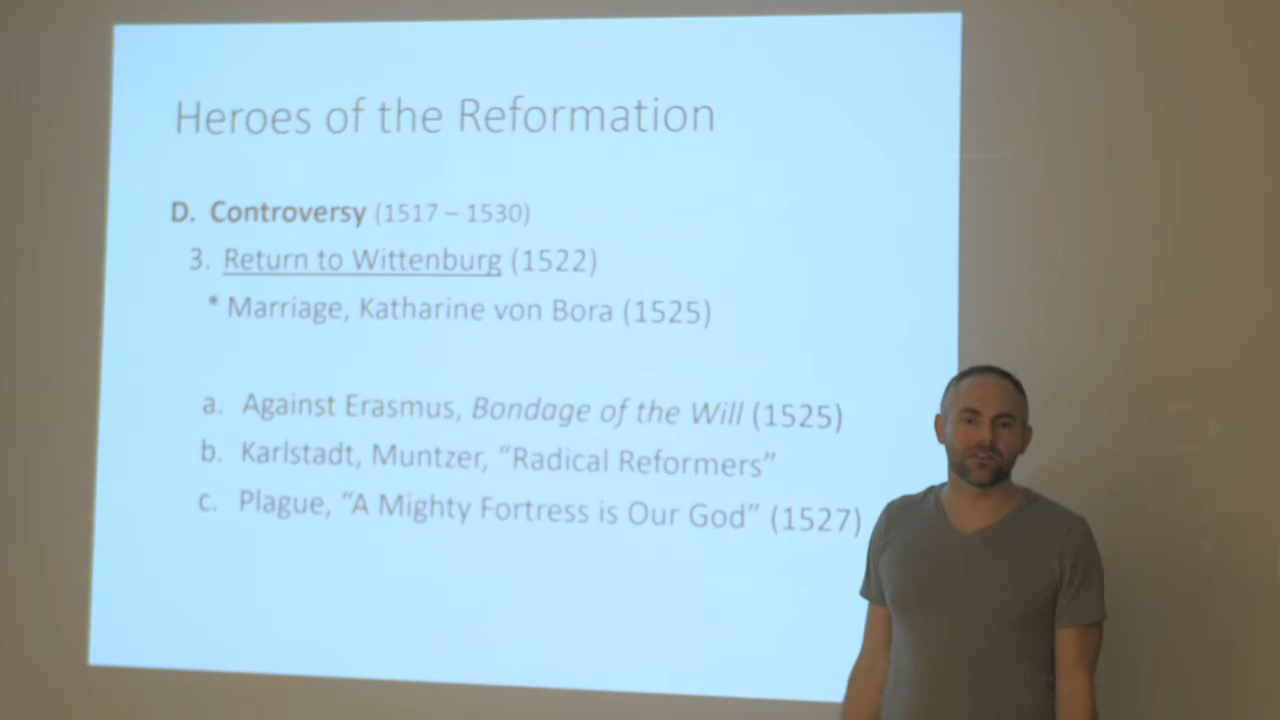 Heroes of the Reformation
D. Controversy (1517 – 1530)
3. Return to Wittenburg (1522)
* Marriage, Katharine von Bora (1525)
a. Against Erasmus, Bondage of the Will (1525)
b. Karlstadt, Muntzer, “Radical Reformers”
c. Plague, “A Mighty Fortress is Our God” (1527)